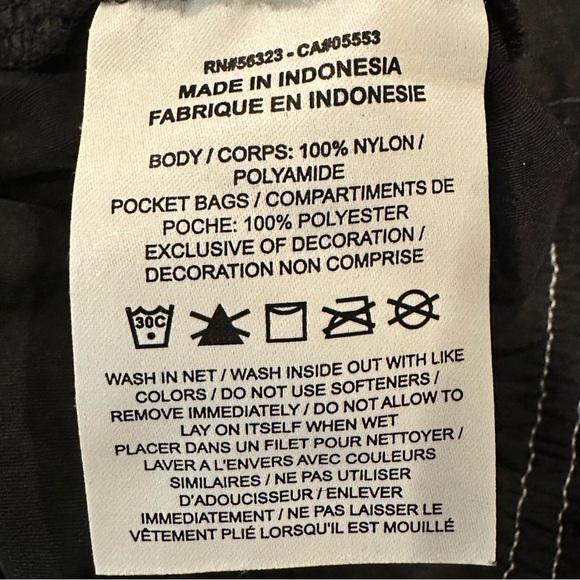 RN#56323 - CA#05553
MADE IN INDONESIA
FABRIQUE EN INDONESIE
BODY / CORPS: 100% NYLON /
POLYAMIDE
POCKET BAGS / COMPARTIMENTS DE
POCHE: 100% POLYESTER
EXCLUSIVE OF DECORATION /
DECORATION NON COMPRISE
30C
WASH IN NET / WASH INSIDE OUT WITH LIKE
COLORS / DO NOT USE SOFTENERS /
REMOVE IMMEDIATELY / DO NOT ALLOW TO
LAY ON ITSELF WHEN WET
PLACER DANS UN FILET POUR NETTOYER /
LAVER A L'ENVERS AVEC COULEURS
SIMILAIRES / NE PAS UTILISER
D'ADOUCISSEUR / ENLEVER
IMMEDIATEMENT / NE PAS LAISSER LE
VÊTEMENT PLIÉ LORSQU'IL EST MOUILLÉ